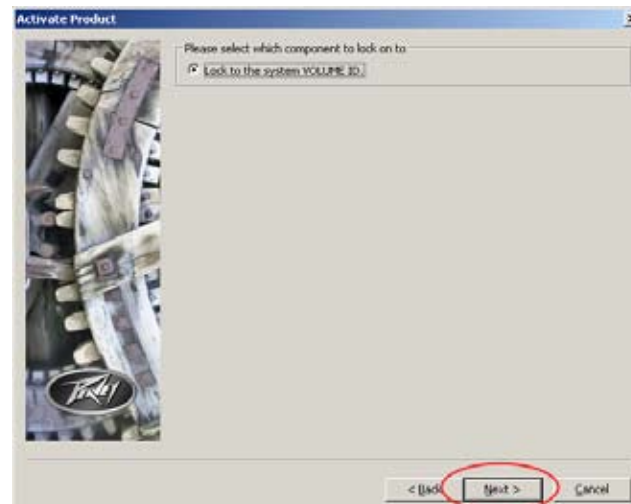 Activate Product
Please select which component to lock on to
Lock to the system VOLUME ID.
PEAVEY
< Back
Next >
Cancel